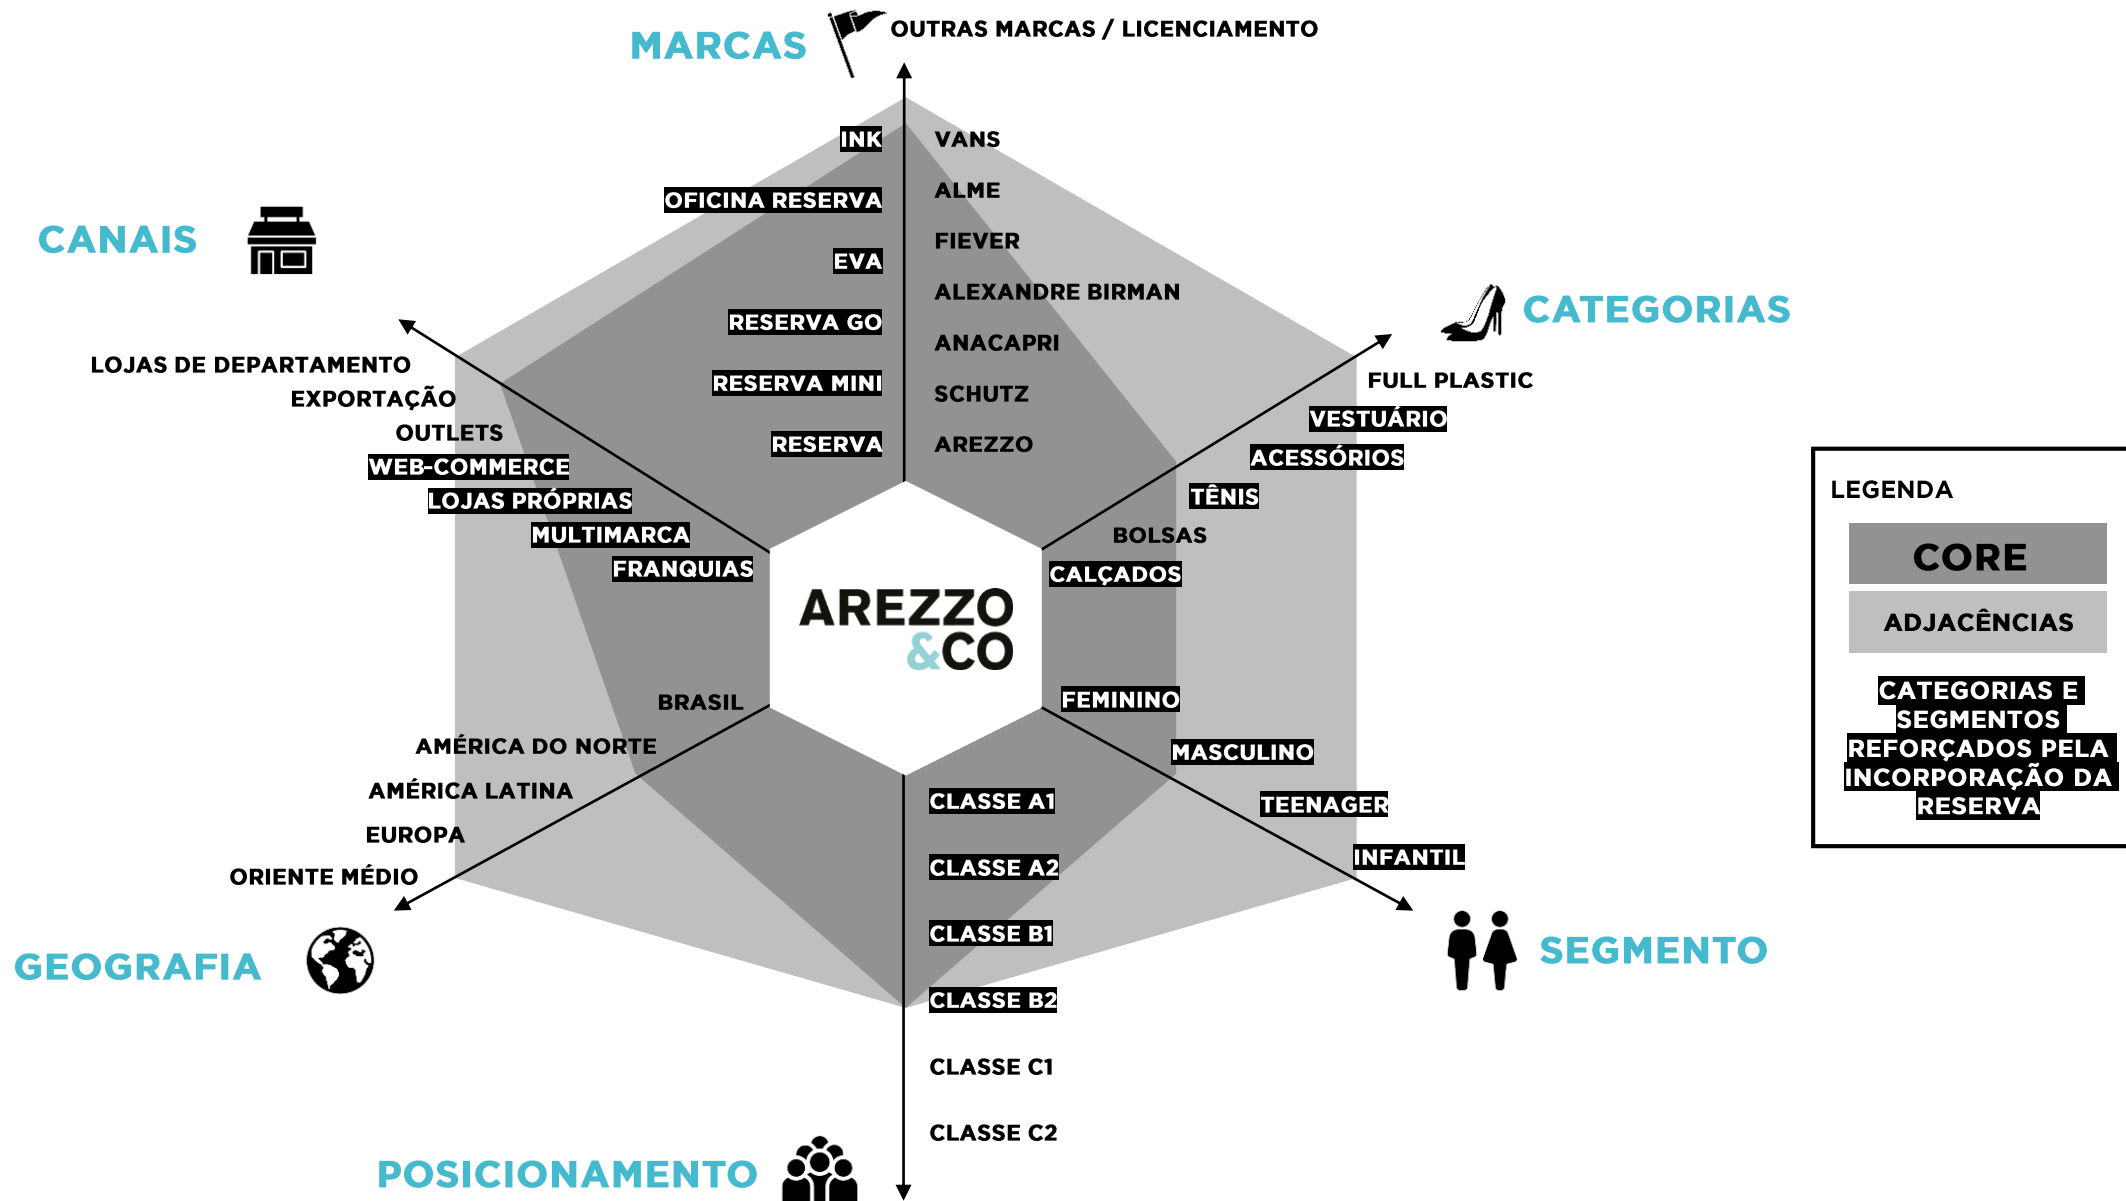 MARCAS
OUTRAS MARCAS / LICENCIAMENTO
INK
OFICINA RESERVA
EVA
RESERVA GO
RESERVA MINI
RESERVA
VANS
ALME
FIEVER
ALEXANDRE BIRMAN
ANACAPRI
SCHUTZ
AREZZO
CANAIS
LOJAS DE DEPARTAMENTO
EXPORTAÇÃO
OUTLETS
WEB-COMMERCE
LOJAS PRÓPRIAS
MULTIMARCA
FRANQUIAS
CATEGORIAS
FULL PLASTIC
VESTUÁRIO
ACESSÓRIOS
TÊNIS
BOLSAS
CALÇADOS
AREZZO
&CO
BRASIL
AMÉRICA DO NORTE
AMÉRICA LATINA
EUROPA
ORIENTE MÉDIO
GEOGRAFIA
FEMININO
MASCULINO
TEENAGER
INFANTIL
SEGMENTO
CLASSE A1
CLASSE A2
CLASSE B1
CLASSE B2
CLASSE C1
CLASSE C2
POSICIONAMENTO
LEGENDA
CORE
ADJACÊNCIAS
CATEGORIAS E
SEGMENTOS
REFORÇADOS PELA
INCORPORAÇÃO DA
RESERVA